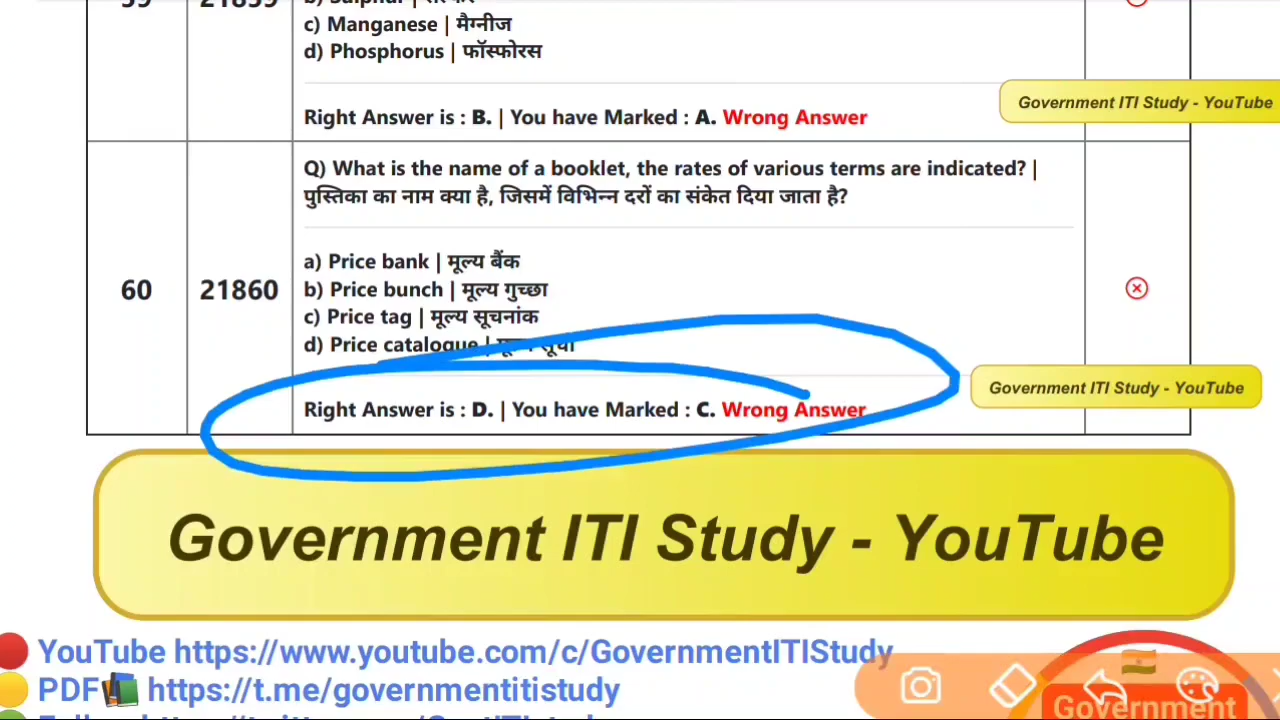 c) Manganese | मैग्नीज
d) Phosphorus | फॉस्फोरस
Right Answer is : B. | You have Marked : A. Wrong Answer
Government ITI Study - YouTube
60
21860
Q) What is the name of a booklet, the rates of various terms are indicated? |
पुस्तिका का नाम क्या है, जिसमें विभिन्न दरों का संकेत दिया जाता है?
a) Price bank | मूल्य बैंक
b) Price bunch | मूल्य गुच्छा
c) Price tag | मूल्य सूचनांक
d) Price catalogue | मूल्य सूची
Right Answer is : D. | You have Marked : C. Wrong Answer
Government ITI Study - YouTube
Government ITI Study - YouTube
YouTube https://www.youtube.com/c/GovernmentITIStudy
PDF https://t.me/governmentitistudy
Government